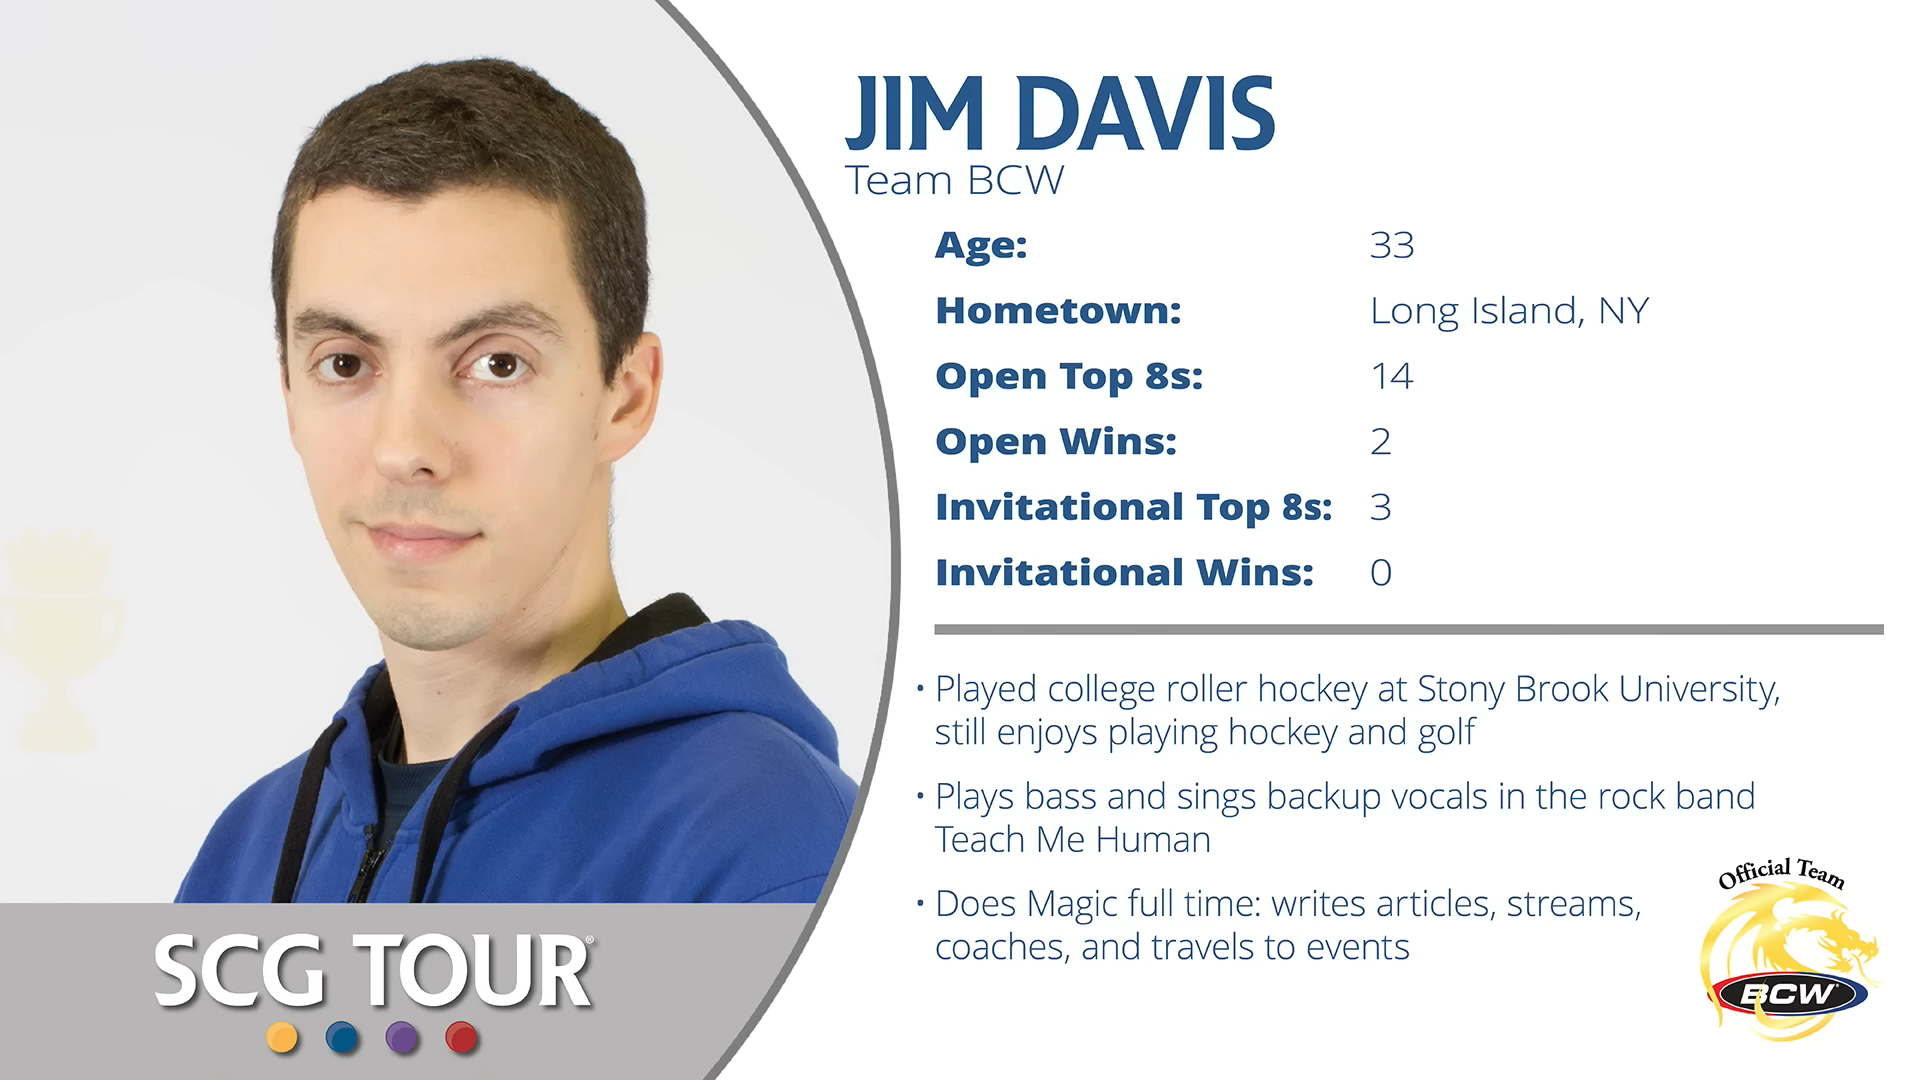 JIM DAVIS
Team BCW
Age: 33
Hometown: Long Island, NY
Open Top 8s: 14
Open Wins: 2
Invitational Top 8s: 3
Invitational Wins: 0
• Played college roller hockey at Stony Brook University,
still enjoys playing hockey and golf
• Plays bass and sings backup vocals in the rock band
Teach Me Human
• Does Magic full time: writes articles, streams,
coaches, and travels to events
Official Team
BCW
SCG TOUR®